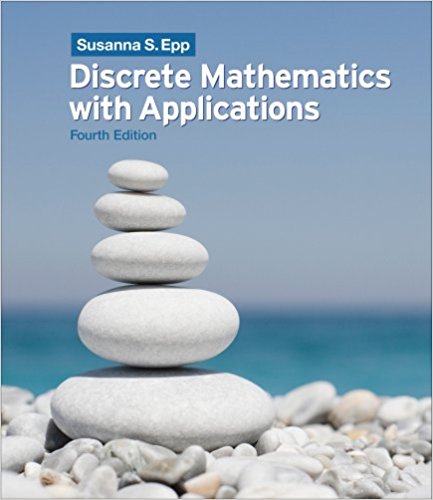 Susanna S. Epp
Discrete Mathematics
with Applications
Fourth Edition